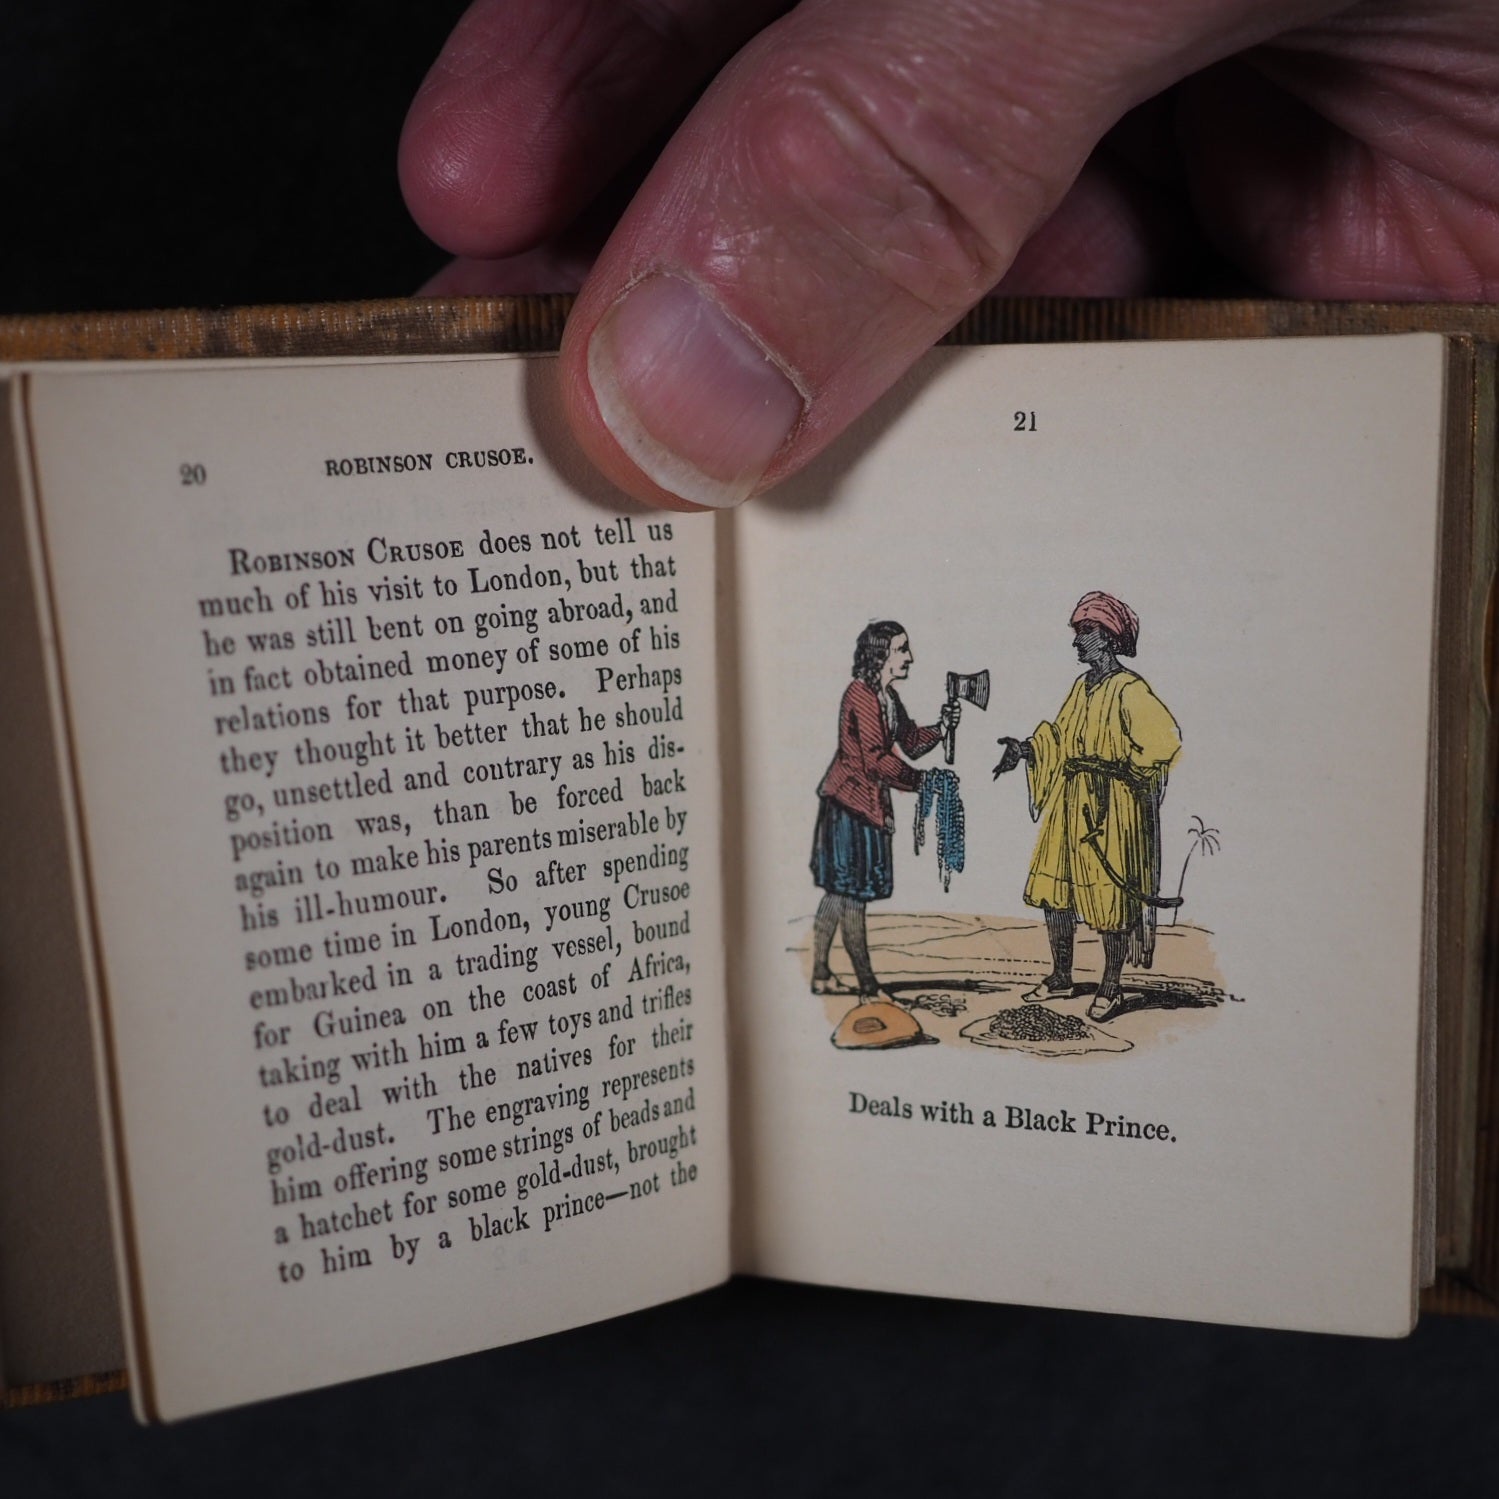 20 ROBINSON CRUSOE.
ROBINSON CRUSOE does not tell us
much of his visit to London, but that
he was still bent on going abroad, and
in fact obtained money of some of his
relations for that purpose. Perhaps
they thought it better that he should
go, unsettled and contrary as his dis-
position was, than be forced back
again to make his parents miserable by
his ill-humour. So after spending
some time in London, young Crusoe
embarked in a trading vessel, bound
for Guinea on the coast of Africa,
taking with him a few toys and trifles
to deal with the natives for their
gold-dust. The engraving represents
him offering some strings of beads and
a hatchet for some gold-dust, brought
to him by a black prince—not the
21
Deals with a Black Prince.